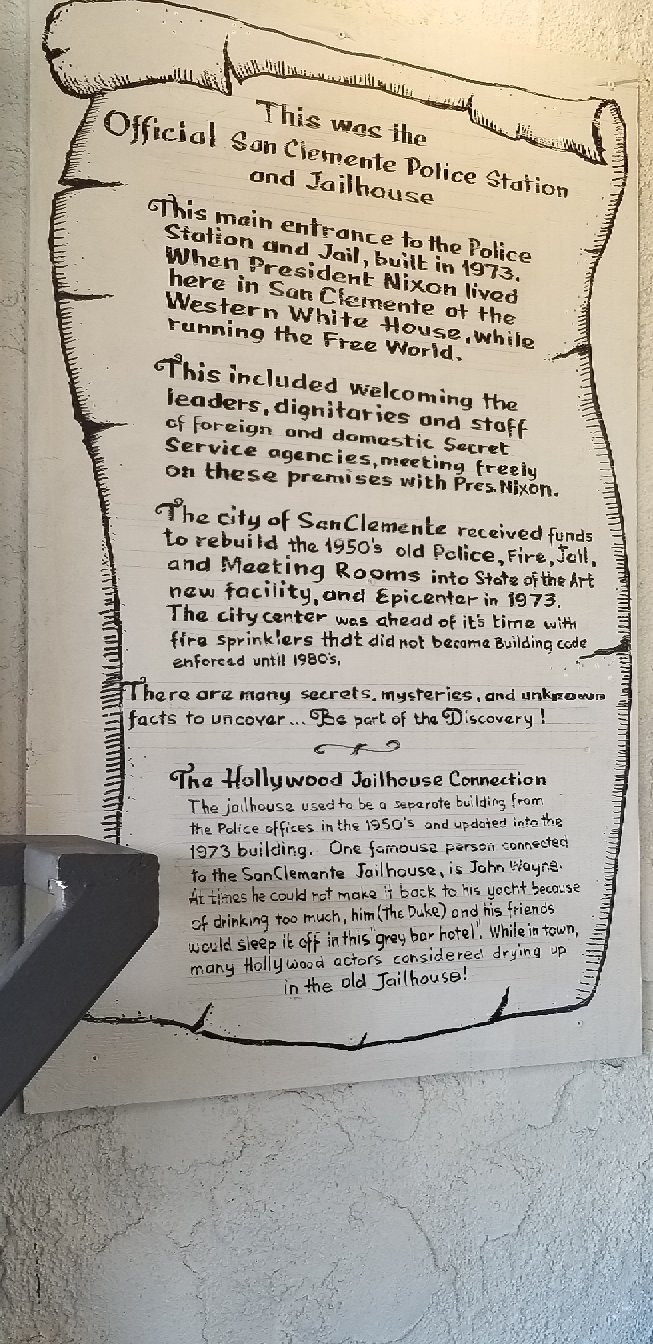 This was the
Official San Clemente Police Station
and Jailhouse
This main entrance to the Police
Station and Jail, built in 1973.
When President Nixon lived
here in San Clemente at the
Western White House, while
running the Free World.
This included welcoming the
leaders, dignitaries and staff
of foreign and domestic Secret
Service agencies, meeting freely
on these premises with Pres. Nixon.
The city of San Clemente received funds
to rebuild the 1950's old Police, Fire, Jail,
and Meeting Rooms into State of the Art
new facility, and Epicenter in 1973.
The city center was ahead of it's time with
fire sprinklers that did not become Building code
enforced until 1980's.
There are many secrets, mysteries, and unknown
facts to uncover... Be part of the Discovery!
The Hollywood Jailhouse Connection
The jailhouse used to be a separate building from
the Police offices in the 1950's and updated into the
1973 building. One famouse person connected
to the San Clemente Jailhouse, is John Wayne.
At times he could not make it back to his yacht because
of drinking too much, him (the Duke) and his friends
would sleep it off in this "grey bar hotel". While in town,
many Hollywood actors considered drying up
in the old Jailhouse!